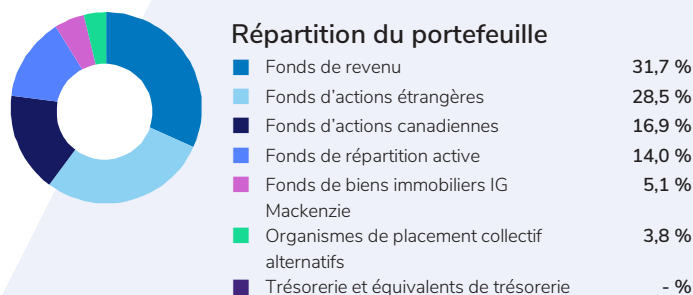 Répartition du portefeuille
Fonds de revenu 31,7 %
Fonds d'actions étrangères 28,5 %
Fonds d'actions canadiennes 16,9 %
Fonds de répartition active 14,0 %
Fonds de biens immobiliers IG 5,1 %
Mackenzie
Organismes de placement collectif 3,8 %
alternatifs
Trésorerie et équivalents de trésorerie - %